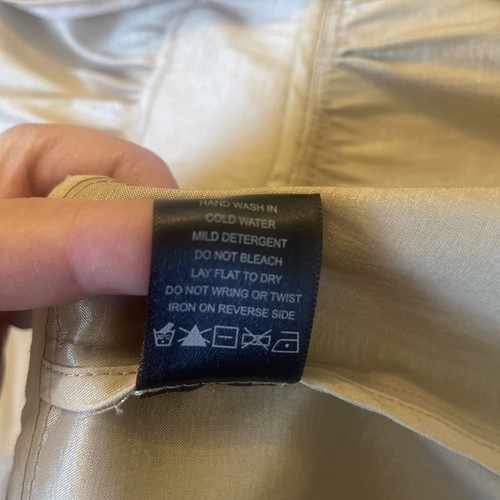 HAND WASH IN
COLD WATER
MILD DETERGENT
DO NOT BLEACH
LAY FLAT TO DRY
DO NOT WRING OR TWIST
IRON ON REVERSE SIDE